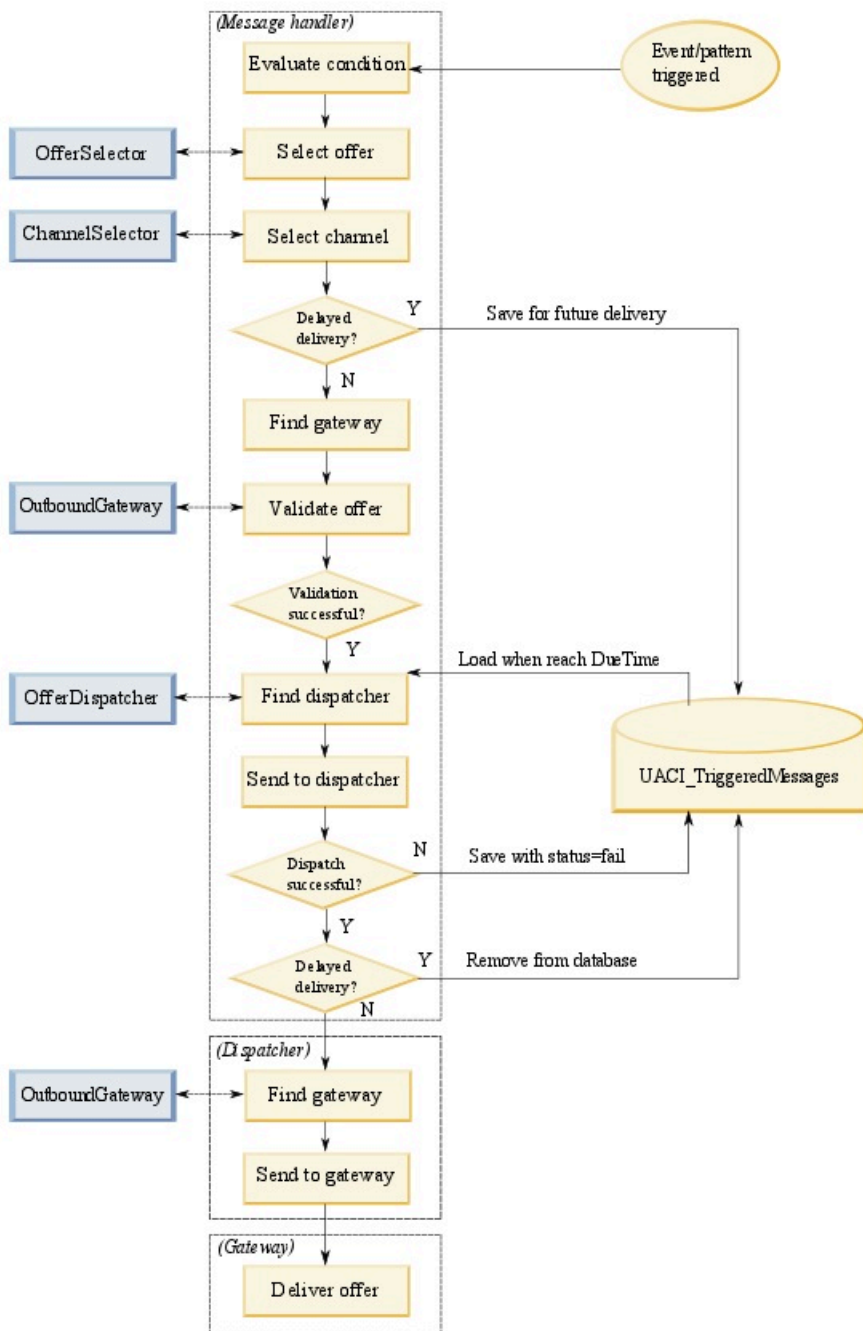 (Message handler)
Evaluate condition
Event/pattern
triggered
OfferSelector
Select offer
ChannelSelector
Select channel
Delayed
delivery?
Y
Save for future delivery
N
Find gateway
OutboundGateway
Validate offer
Validation
successful?
Y
Load when reach DueTime
OfferDispatcher
Find dispatcher
Send to dispatcher
UACI_TriggeredMessages
Dispatch
successful?
N
Save with status=fail
Y
Delayed
delivery?
Y
Remove from database
N
(Dispatcher)
OutboundGateway
Find gateway
Send to gateway
(Gateway)
Deliver offer